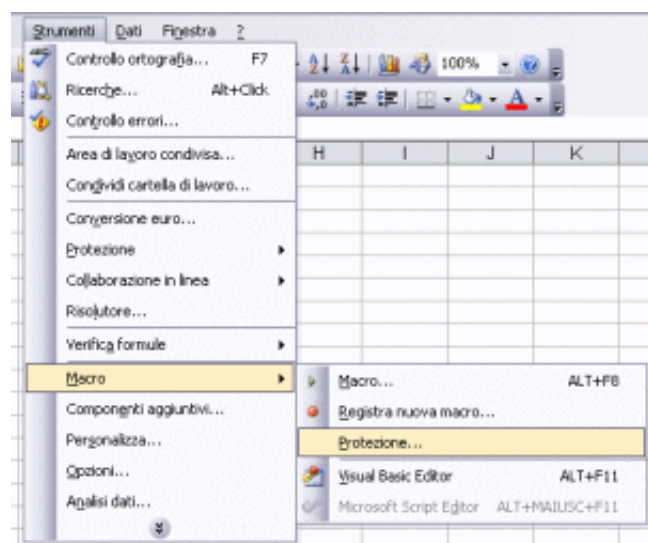 Strumenti Dati Finestra ?
Controllo ortografia... F7
100%
Ricerche... Alt+Click
Controllo errori...
H I J K
Area di lavoro condivisa...
Condividi cartella di lavoro...
Conversione euro...
Protezione
Collaborazione in linea
Risolutore...
Verifica formule
Macro
Macro... ALT+F8
Componenti aggiuntivi...
Registra nuova macro...
Personalizza...
Protezione...
Opzioni...
Visual Basic Editor ALT+F11
Analisi dati...
Microsoft Script Editor ALT+MAIUSC+F11